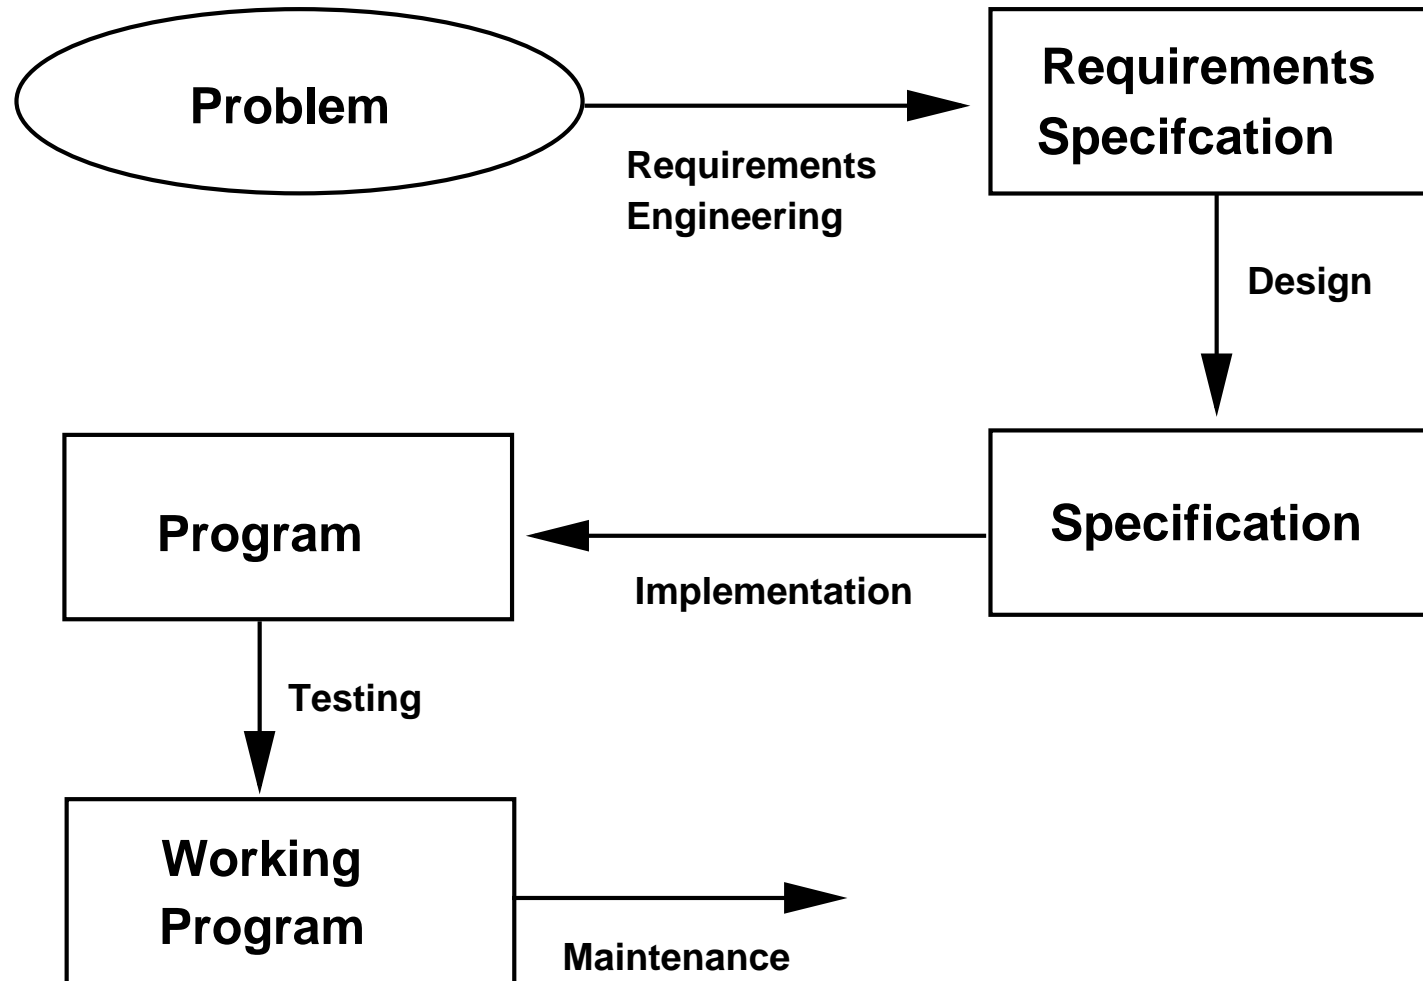 Problem
Requirements
Engineering
Requirements
Specifcation
Design
Specification
Implementation
Program
Testing
Working
Program
Maintenance